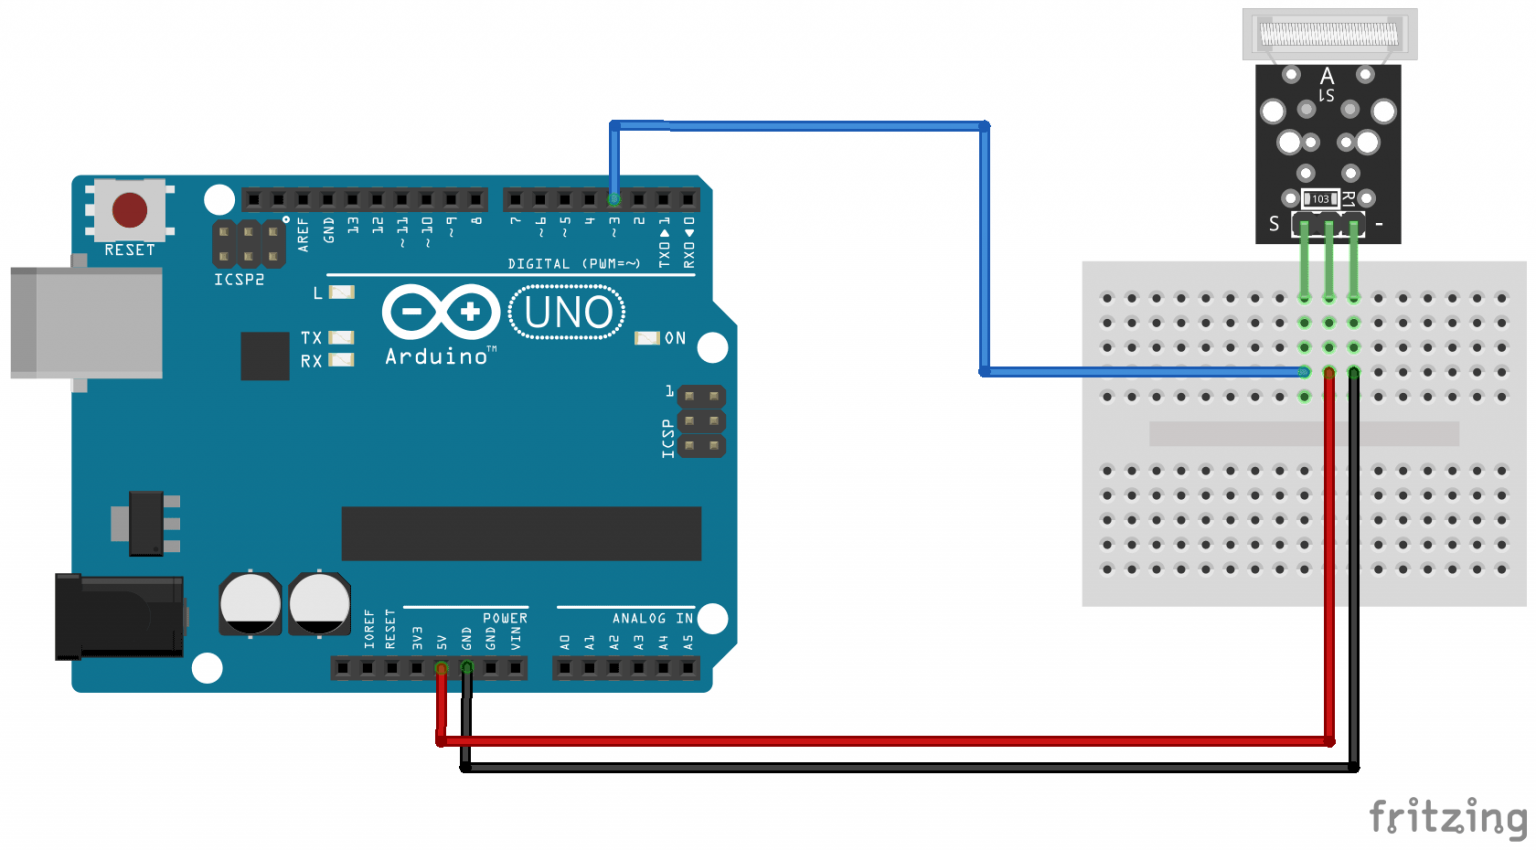 A
S1
103
R1
S
-
RESET
ICSP2
AREF
GND
13
12
~11
~10
~9
8
7
~6
~5
4
~3
2
TX0▶1
RX0◀0
DIGITAL (PWM=~)
L
TX
RX
UNO
ON
Arduino™
1
ICSP
POWER
ANALOG IN
IOREF
RESET
3V3
5V
GND
GND
VIN
A0
A1
A2
A3
A4
A5
fritzing